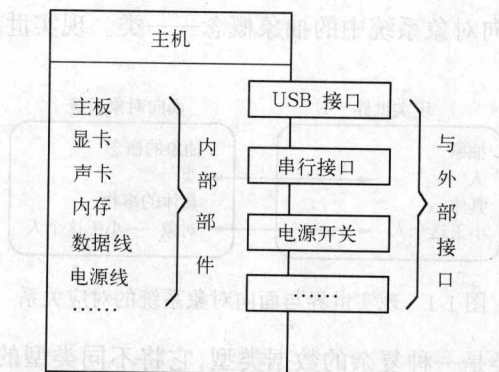 主机
主板
显卡
声卡
内存
数据线
电源线
……
内部部件
USB 接口
串行接口
电源开关
……
与外部接口